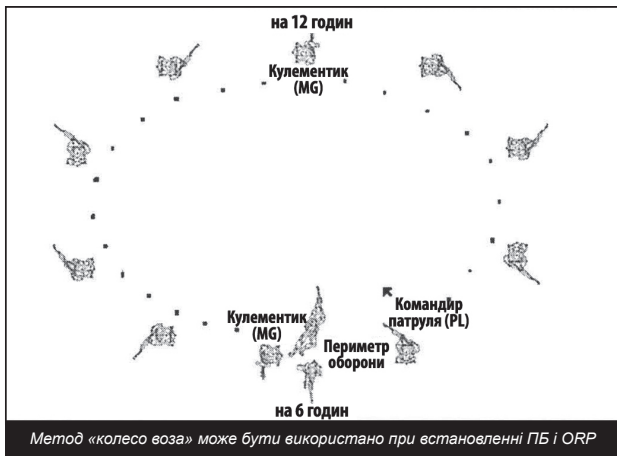 на 12 годин
Кулементик
(MG)
Командир
патруля (PL)
Кулементик
(MG)
Периметр
оборони
на 6 годин
Метод «колесо воза» може бути використано при встановленні ПБ і ORP